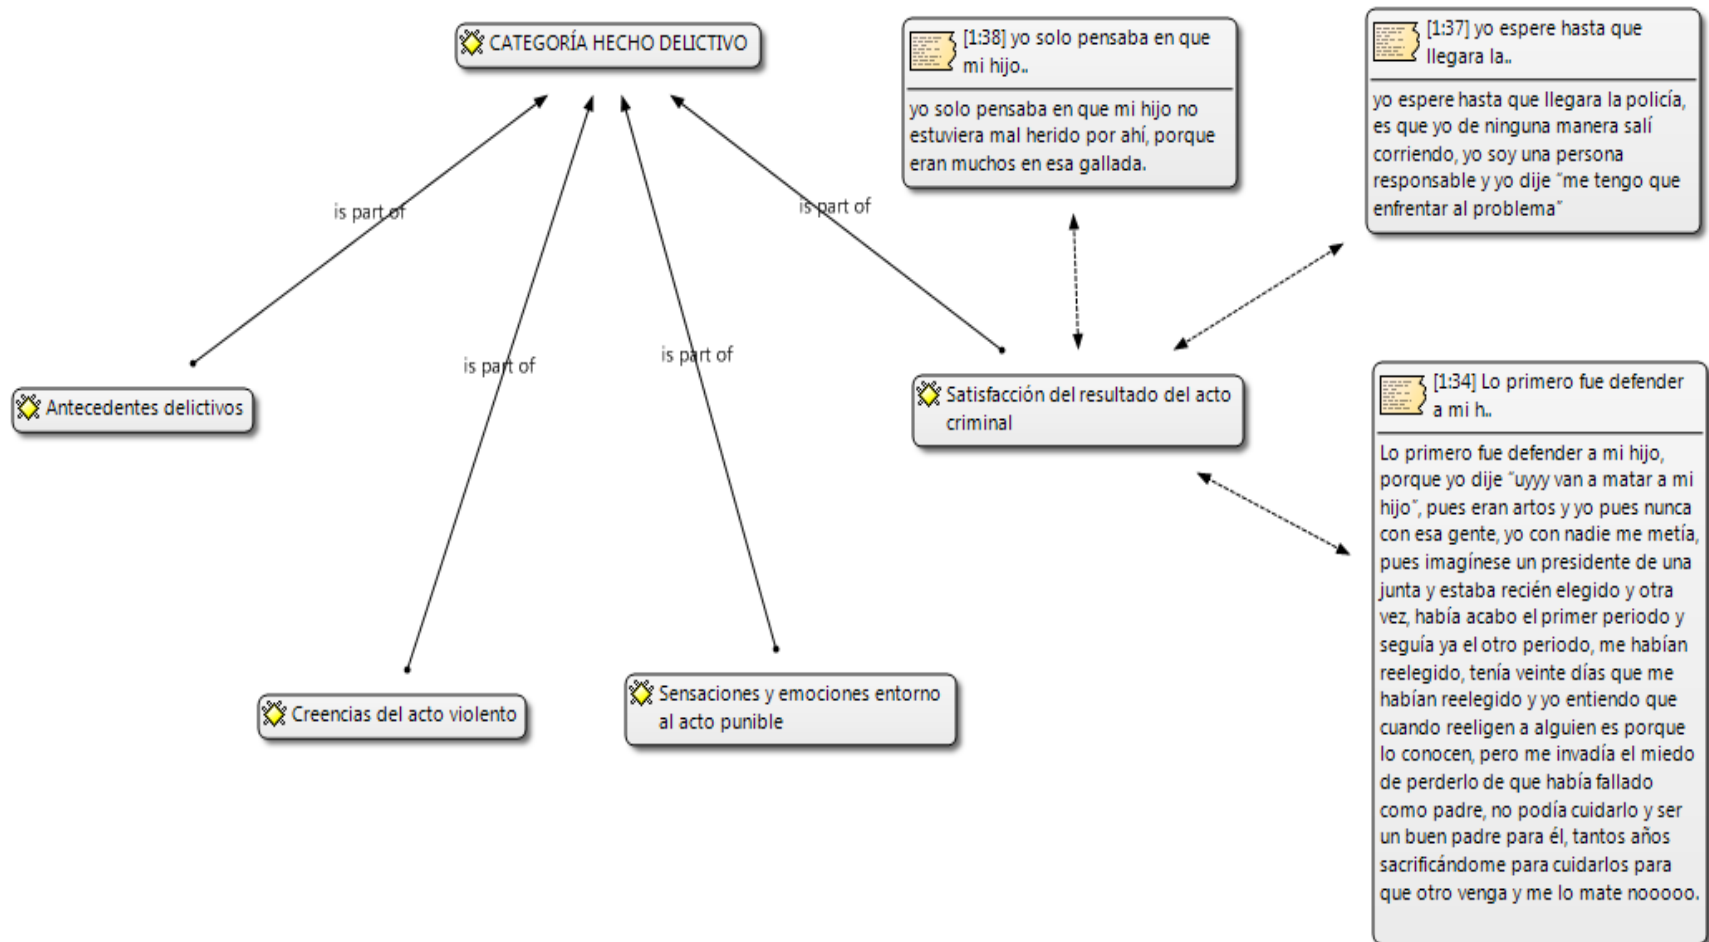 CATEGORÍA HECHO DELICTIVO
[1:38] yo solo pensaba en que
mi hijo..
yo solo pensaba en que mi hijo no
estuviera mal herido por ahí, porque
eran muchos en esa gallada.
[1:37] yo espere hasta que
llegara la..
yo espere hasta que llegara la policía,
es que yo de ninguna manera salí
corriendo, yo soy una persona
responsable y yo dije "me tengo que
enfrentar al problema"
is part of
is part of
is part of
is part of
Antecedentes delictivos
Satisfacción del resultado del acto
criminal
[1:34] Lo primero fue defender
a mi h..
Lo primero fue defender a mi hijo,
porque yo dije "uyyy van a matar a mi
hijo", pues eran artos y yo pues nunca
con esa gente, yo con nadie me metía,
pues imagínese un presidente de una
junta y estaba recién elegido y otra
vez, había acabo el primer periodo y
seguía ya el otro periodo, me habían
reelegido, tenía veinte días que me
habían reelegido y yo entiendo que
cuando reeligen a alguien es porque
lo conocen, pero me invadía el miedo
de perderlo de que había fallado
como padre, no podía cuidarlo y ser
un buen padre para él, tantos años
sacrificándome para cuidarlos para
que otro venga y me lo mate nooooo.
Creencias del acto violento
Sensaciones y emociones entorno
al acto punible